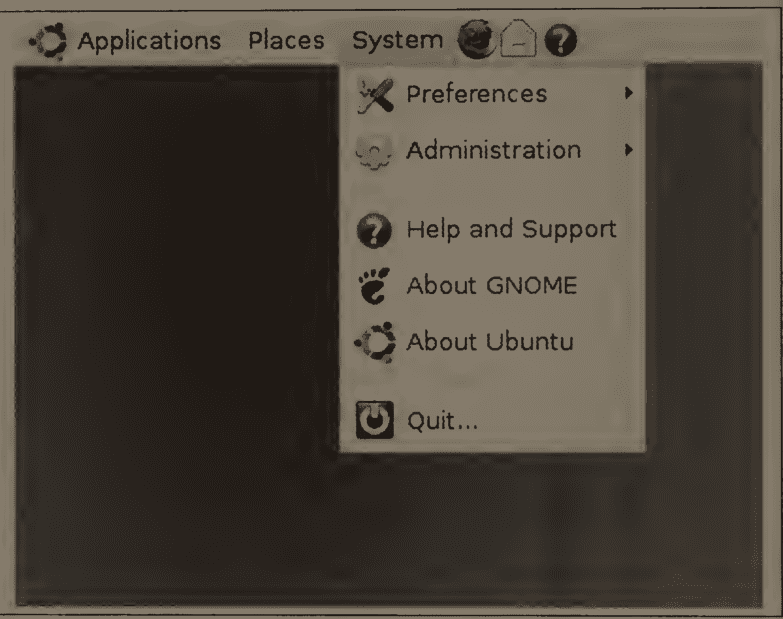 Applications Places System
Preferences
Administration
Help and Support
About GNOME
About Ubuntu
Quit...